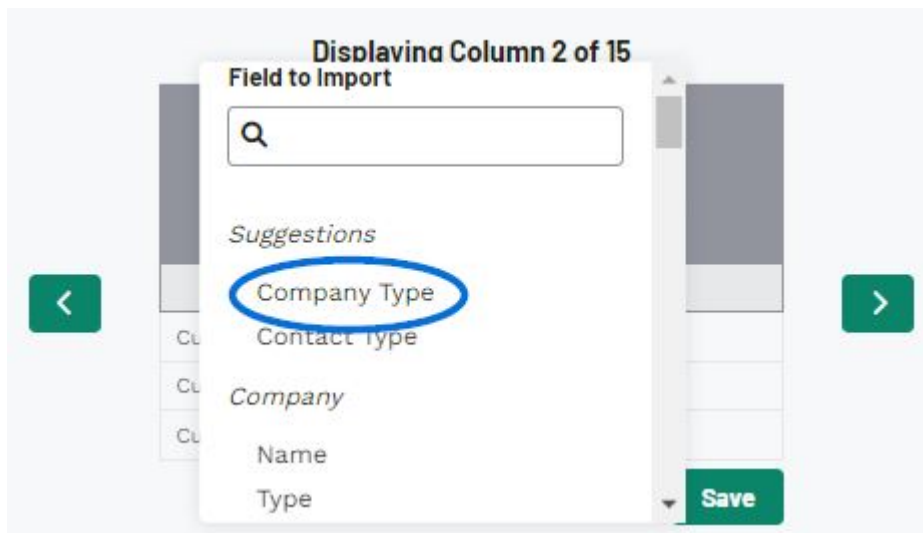 Displaying Column 2 of 15
Field to Import
Suggestions
Company Type
Contact Type
Company
Name
Type
Save